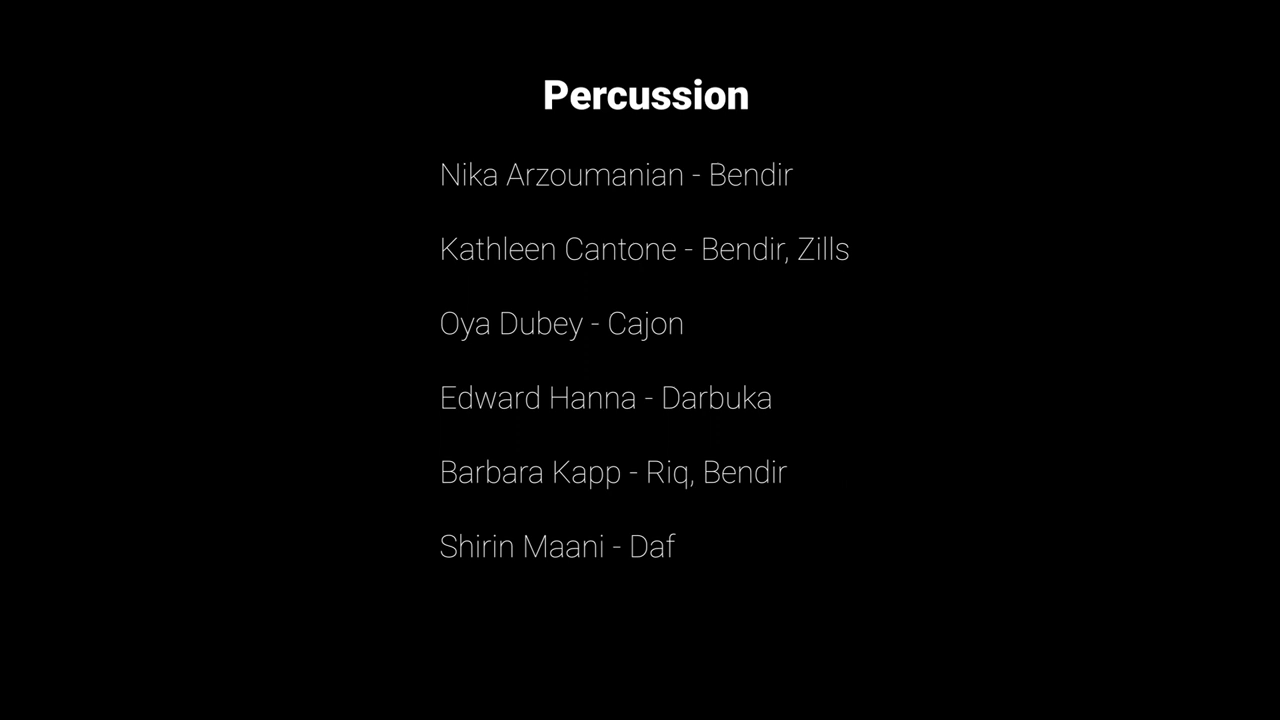 Percussion
Nika Arzoumanian - Bendir
Kathleen Cantone - Bendir, Zills
Oya Dubey - Cajon
Edward Hanna - Darbuka
Barbara Kapp - Riq, Bendir
Shirin Maani - Daf